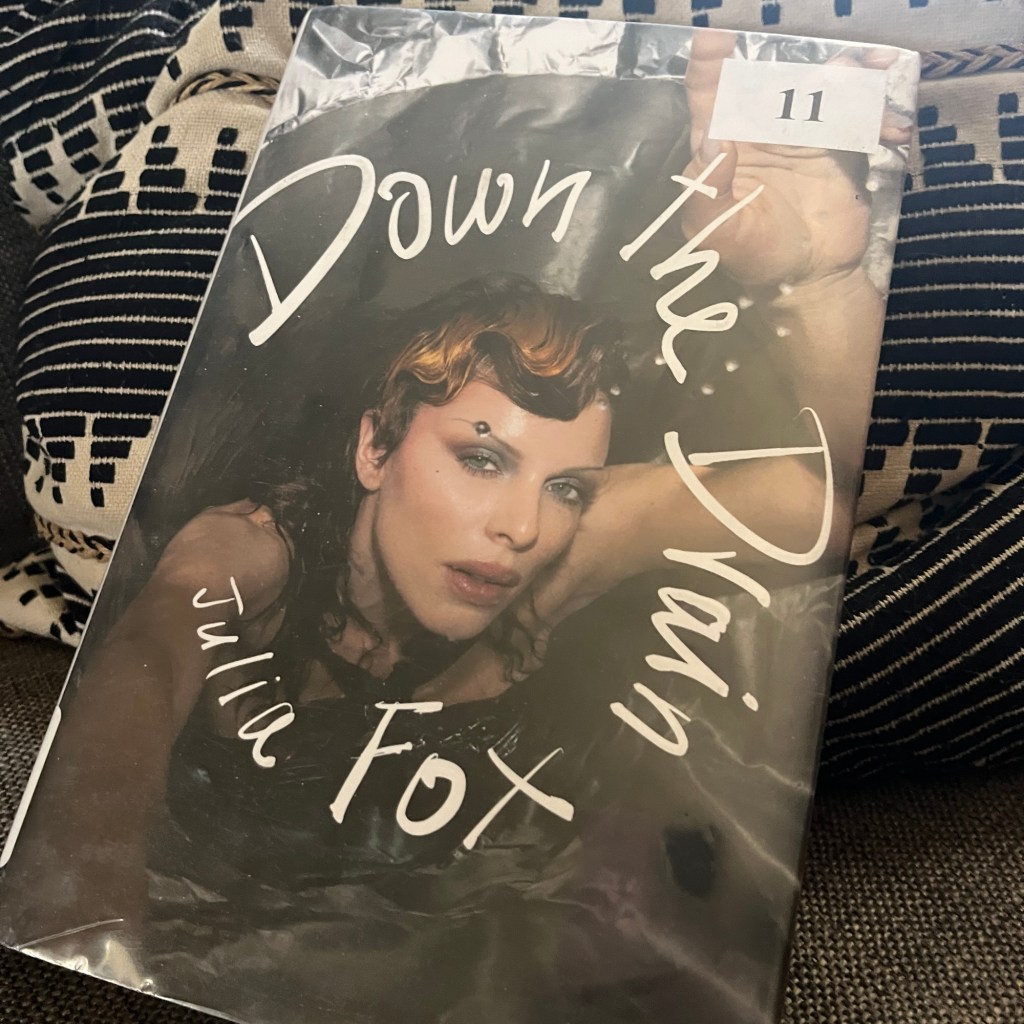 11
Down the Drain
Julia Fox